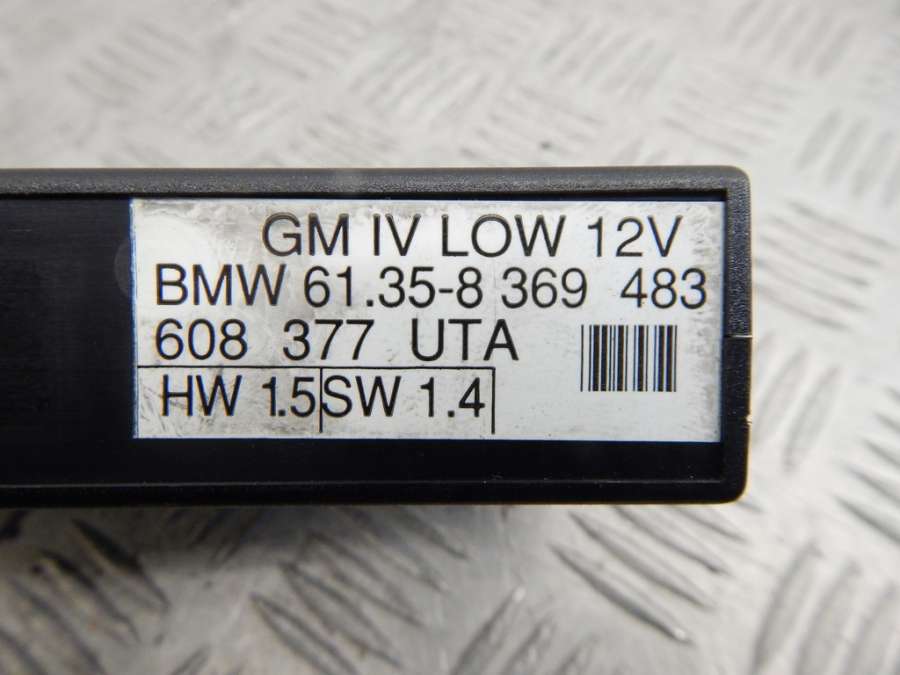 GM IV LOW 12V
BMW 61.35-8 369 483
608 377 UTA
HW 1.5 SW 1.4